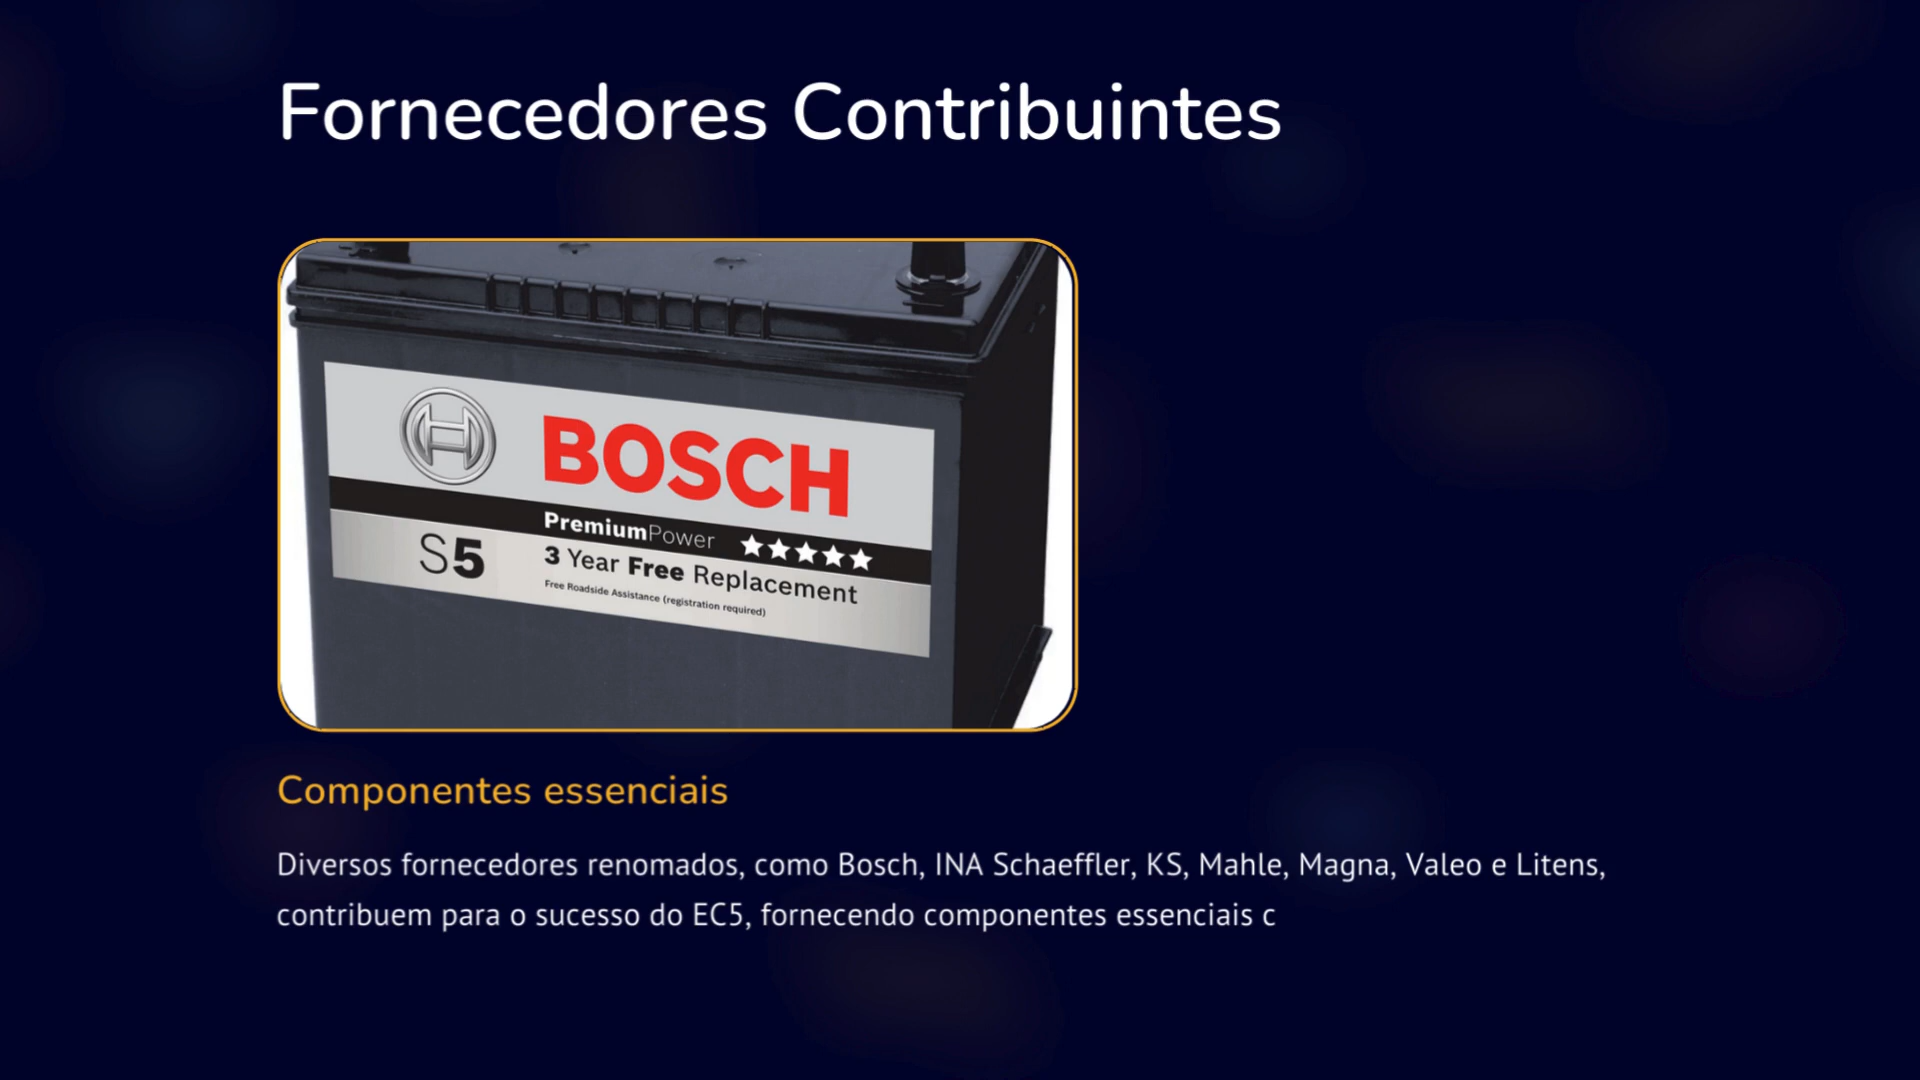 Fornecedores Contribuintes
BOSCH
PremiumPower
S5
3 Year Free Replacement
Free Roadside Assistance (registration required)
Componentes essenciais
Diversos fornecedores renomados, como Bosch, INA Schaeffler, KS, Mahle, Magna, Valeo e Litens,
contribuem para o sucesso do EC5, fornecendo componentes essenciais c